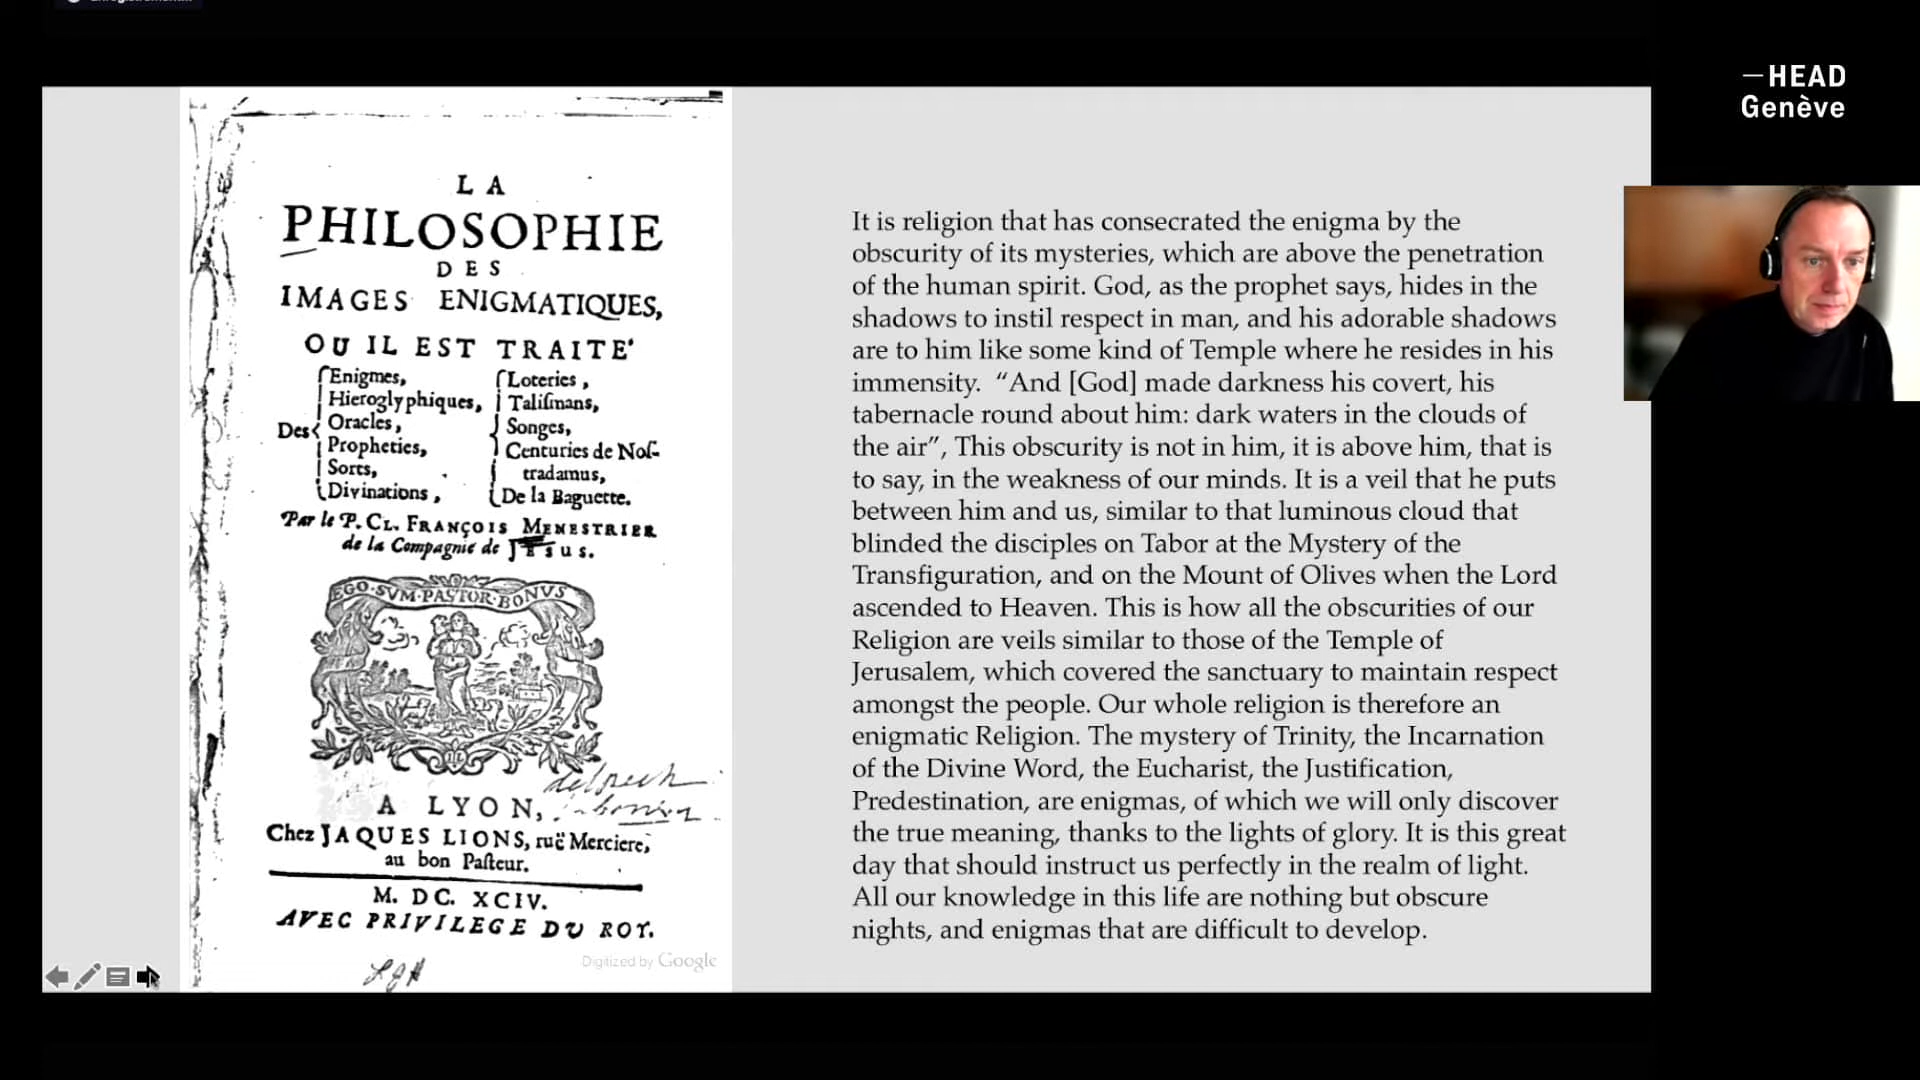 —HEAD
Genève
LA
PHILOSOPHIE
DES
IMAGES ENIGMATIQUES,
OU IL EST TRAITE'
Des
Enigmes,
Hieroglyphiques,
Oracles,
Propheties,
Sorts,
Divinations,
Loteries,
Talismans,
Songes,
Centuries de Nos-
tradamus,
De la Baguette.
Par le P. CL. FRANÇOIS MENESTRIER
de la Compagnie de JESUS.
EGO·SVM·PASTOR·BONVS
A LYON,
Chez JAQUES LIONS, ruë Merciere,
au bon Pasteur.
M. DC. XCIV.
AVEC PRIVILEGE DU ROY.
Digitized by Google
It is religion that has consecrated the enigma by the
obscurity of its mysteries, which are above the penetration
of the human spirit. God, as the prophet says, hides in the
shadows to instil respect in man, and his adorable shadows
are to him like some kind of Temple where he resides in his
immensity. “And [God] made darkness his covert, his
tabernacle round about him: dark waters in the clouds of
the air”, This obscurity is not in him, it is above him, that is
to say, in the weakness of our minds. It is a veil that he puts
between him and us, similar to that luminous cloud that
blinded the disciples on Tabor at the Mystery of the
Transfiguration, and on the Mount of Olives when the Lord
ascended to Heaven. This is how all the obscurities of our
Religion are veils similar to those of the Temple of
Jerusalem, which covered the sanctuary to maintain respect
amongst the people. Our whole religion is therefore an
enigmatic Religion. The mystery of Trinity, the Incarnation
of the Divine Word, the Eucharist, the Justification,
Predestination, are enigmas, of which we will only discover
the true meaning, thanks to the lights of glory. It is this great
day that should instruct us perfectly in the realm of light.
All our knowledge in this life are nothing but obscure
nights, and enigmas that are difficult to develop.